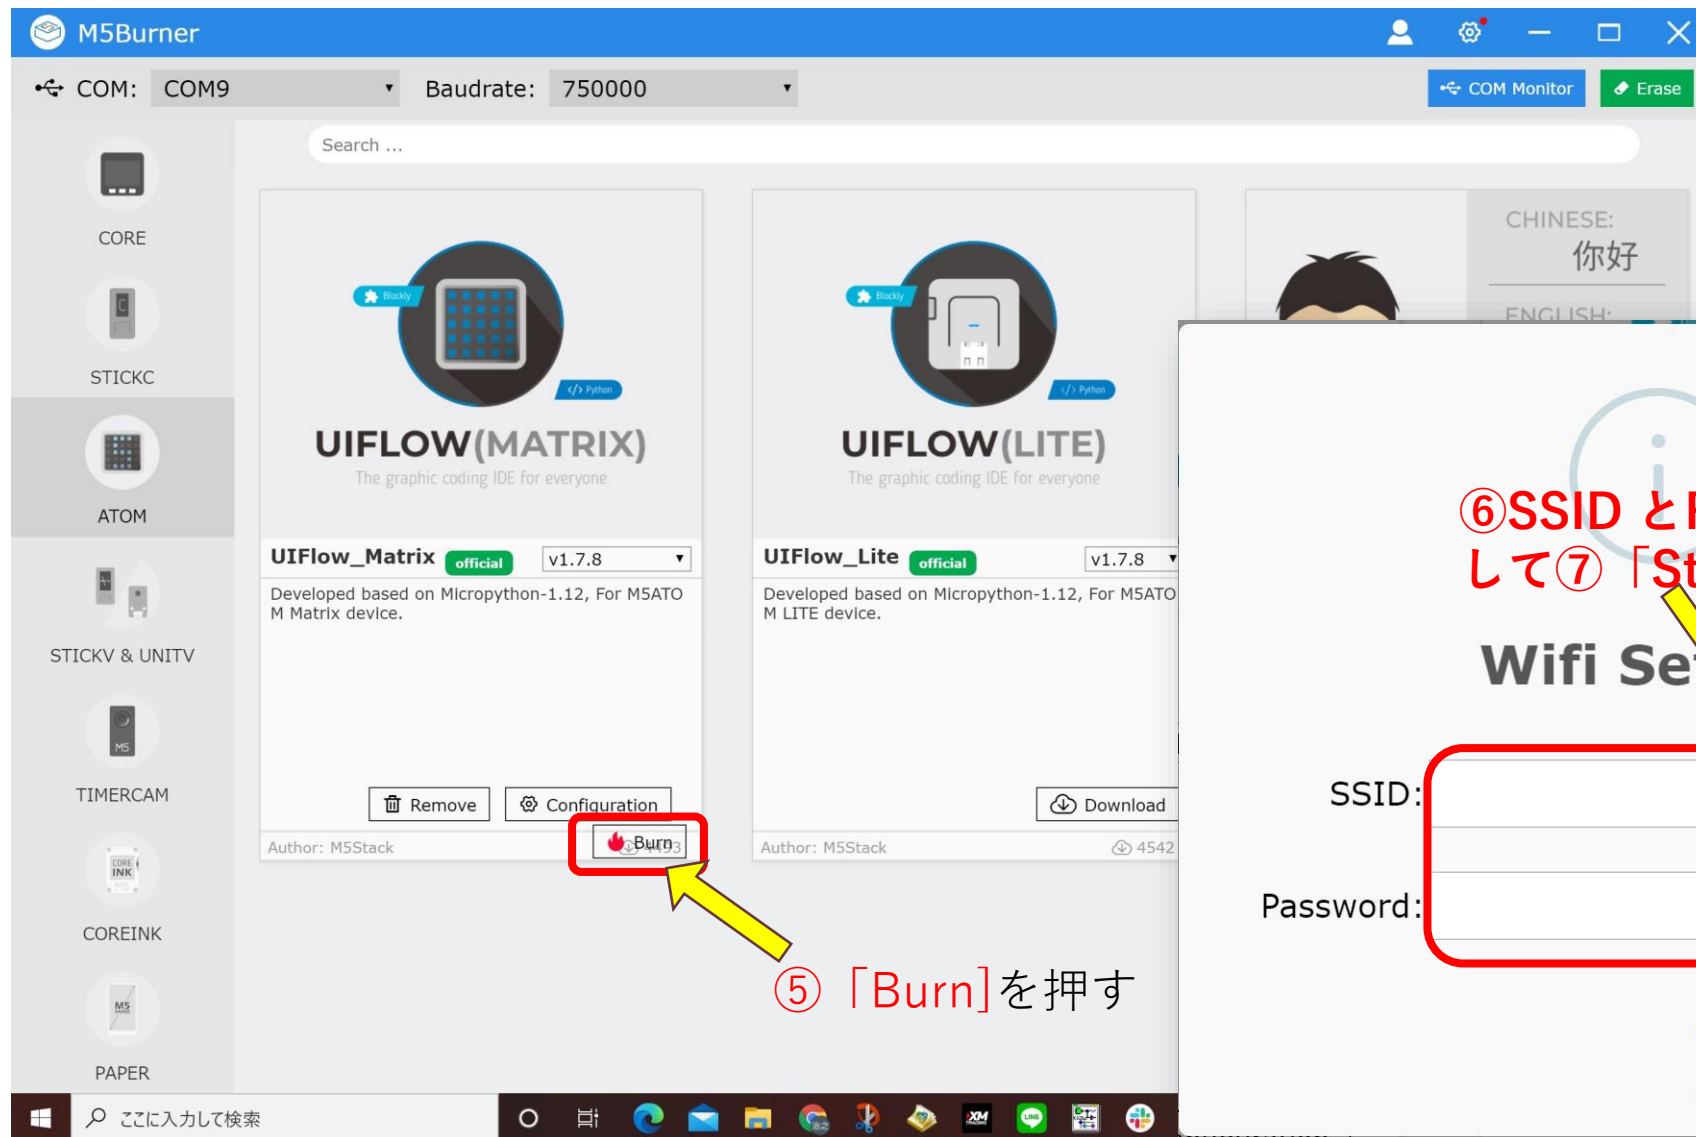 M5Burner
COM: COM9
Baudrate: 750000
COM Monitor
Erase
Search ...
CORE
STICKC
ATOM
STICKV & UNITV
TIMERCAM
COREINK
PAPER
Blockly
</> Python
UIFLOW(MATRIX)
The graphic coding IDE for everyone
UIFlow_Matrix official v1.7.8
Developed based on Micropython-1.12, For M5ATO
M Matrix device.
Remove
Configuration
Burn
Author: M5Stack
Blockly
</> Python
UIFLOW(LITE)
The graphic coding IDE for everyone
UIFlow_Lite official v1.7.8
Developed based on Micropython-1.12, For M5ATO
M LITE device.
Download
Author: M5Stack 4542
CHINESE:
你好
ENGLISH:
⑤「Burn]を押す
⑥SSID と
して⑦「St
Wifi Se
SSID:
Password:
ここに入力して検索